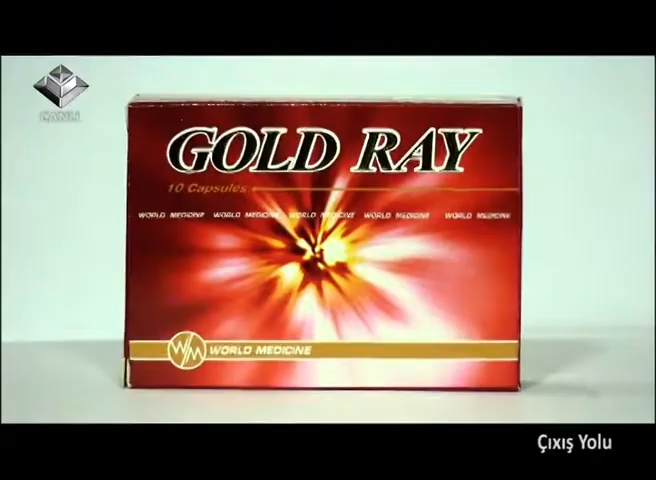 CANLI
GOLD RAY
10 Capsules
WORLD MEDICINE WORLD MEDICINE WORLD MEDICINE WORLD MEDICINE WORLD MEDICINE
WM WORLD MEDICINE
Çıxış Yolu